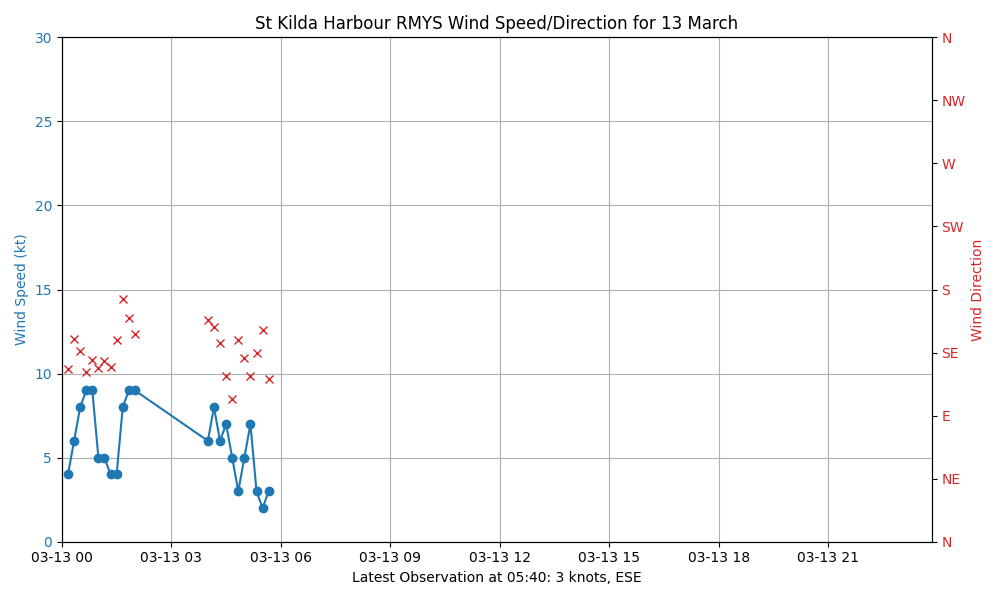 St Kilda Harbour RMYS Wind Speed/Direction for 13 March
Wind Speed (kt)
30
25
20
15
10
5
0
N
NW
W
SW
S
SE
E
NE
N
Wind Direction
03-13 00 03-13 03 03-13 06 03-13 09 03-13 12 03-13 15 03-13 18 03-13 21
Latest Observation at 05:40: 3 knots, ESE